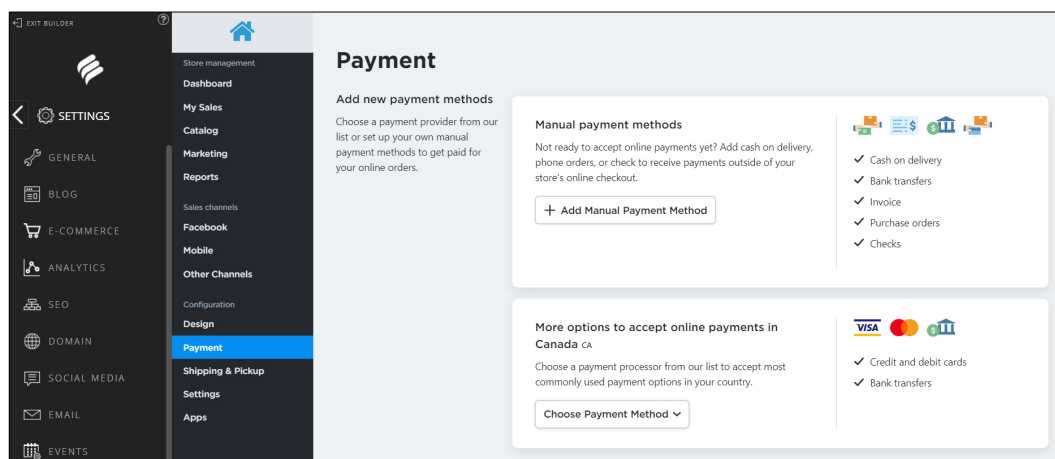 EXIT BUILDER
?
SETTINGS
GENERAL
BLOG
E-COMMERCE
ANALYTICS
SEO
DOMAIN
SOCIAL MEDIA
EMAIL
EVENTS
Store management
Dashboard
My Sales
Catalog
Marketing
Reports
Sales channels
Facebook
Mobile
Other Channels
Configuration
Design
Payment
Shipping & Pickup
Settings
Apps
Payment
Add new payment methods
Choose a payment provider from our
list or set up your own manual
payment methods to get paid for
your online orders.
Manual payment methods
Not ready to accept online payments yet? Add cash on delivery,
phone orders, or check to receive payments outside of your
store's online checkout.
+ Add Manual Payment Method
$
$
Cash on delivery
Bank transfers
Invoice
Purchase orders
Checks
More options to accept online payments in
Canada CA
Choose a payment processor from our list to accept most
commonly used payment options in your country.
Choose Payment Method
VISA
$
Credit and debit cards
Bank transfers